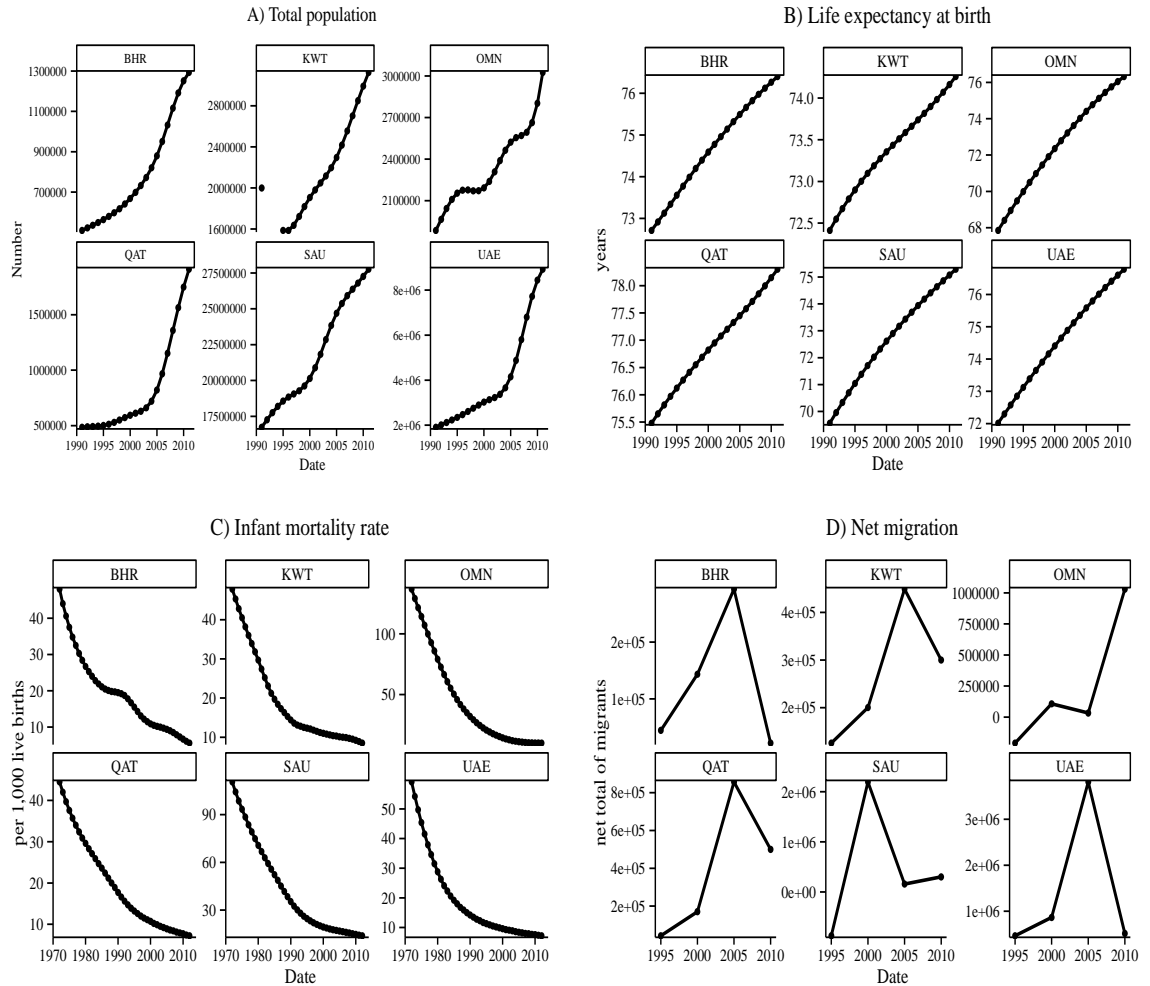 A) Total population
BHR
KWT
OMN
1300000
1100000
900000
700000
2800000
2400000
2000000
1600000
3000000
2700000
2400000
2100000
Number
QAT
SAU
UAE
1500000
1000000
500000
27500000
25000000
22500000
20000000
17500000
8e+06
6e+06
4e+06
2e+06
1990 1995 2000 2005 2010
1990 1995 2000 2005 2010
1990 1995 2000 2005 2010
Date
B) Life expectancy at birth
BHR
KWT
OMN
76
75
74
73
74.0
73.5
73.0
72.5
76
74
72
70
68
years
QAT
SAU
UAE
78.0
77.5
77.0
76.5
76.0
75.5
75
74
73
72
71
70
76
75
74
73
72
1990 1995 2000 2005 2010
1990 1995 2000 2005 2010
1990 1995 2000 2005 2010
Date
C) Infant mortality rate
BHR
KWT
OMN
40
30
20
10
40
30
20
10
100
50
per 1,000 live births
QAT
SAU
UAE
40
30
20
10
90
60
30
50
40
30
20
10
1970 1980 1990 2000 2010
1970 1980 1990 2000 2010
1970 1980 1990 2000 2010
Date
D) Net migration
BHR
KWT
OMN
2e+05
1e+05
4e+05
3e+05
2e+05
1000000
750000
500000
250000
0
net total of migrants
QAT
SAU
UAE
8e+05
6e+05
4e+05
2e+05
2e+06
1e+06
0e+00
3e+06
2e+06
1e+06
1995 2000 2005 2010
1995 2000 2005 2010
1995 2000 2005 2010
Date